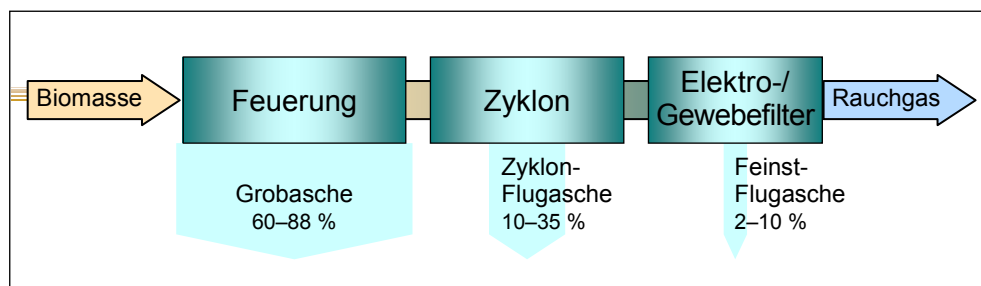 Biomasse
Feuerung
Zyklon
Elektro-/
Gewebefilter
Rauchgas
Grobasche
60–88 %
Zyklon-
Flugasche
10–35 %
Feinst-
Flugasche
2–10 %